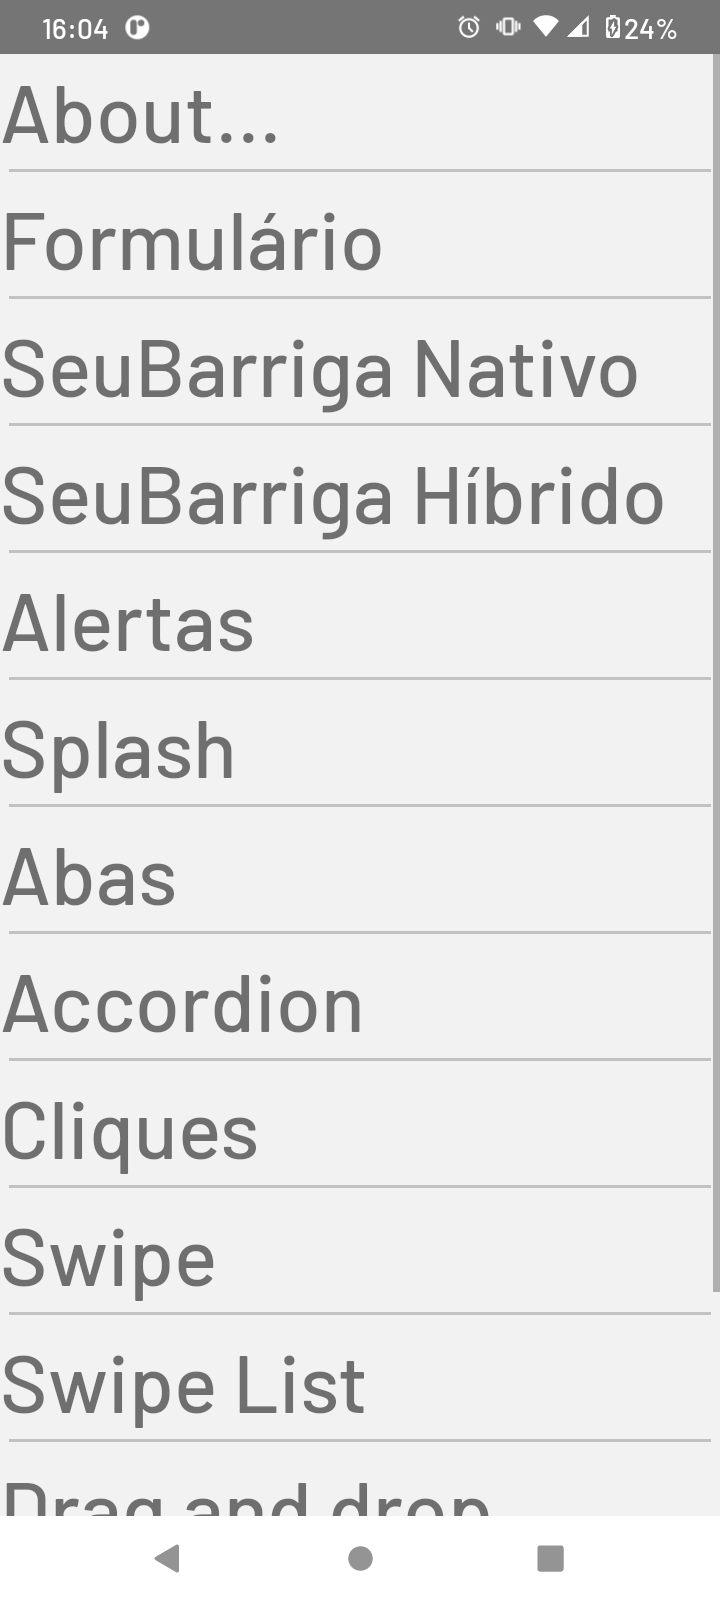 16:04
24%
About...
Formulário
SeuBarriga Nativo
SeuBarriga Híbrido
Alertas
Splash
Abas
Accordion
Cliques
Swipe
Swipe List
Drag and drop